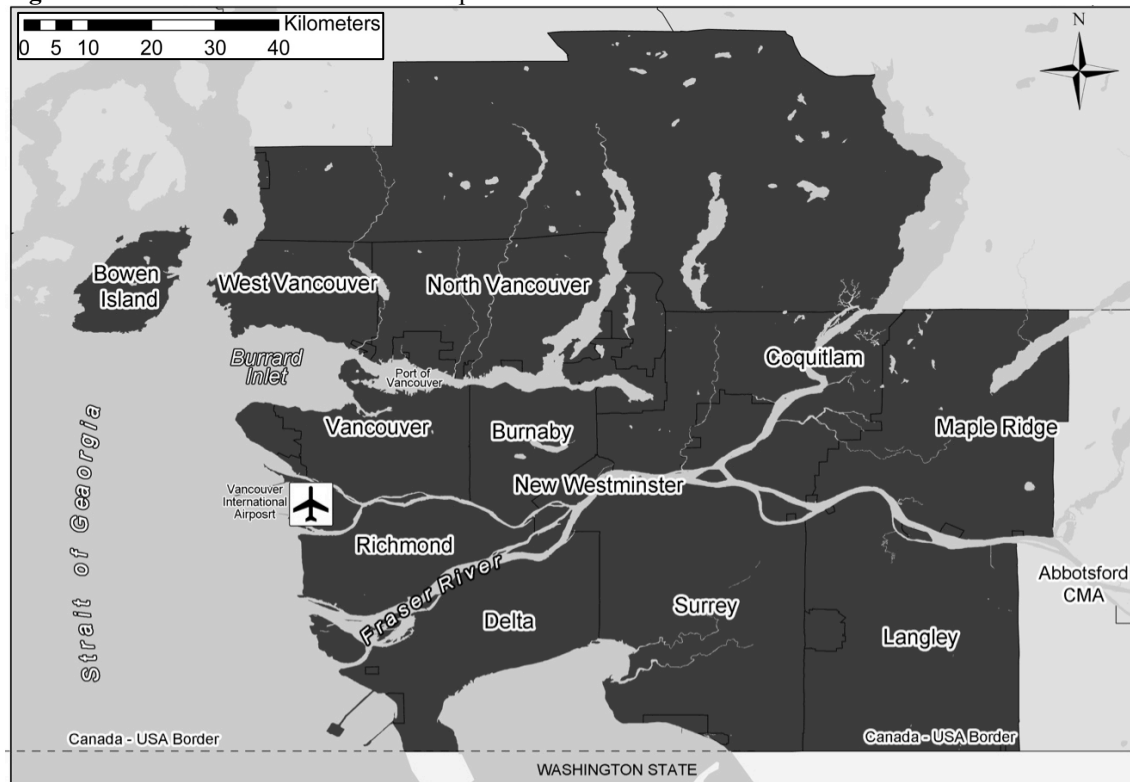 Kilometers
0 5 10 20 30 40
N
Bowen
Island
West Vancouver
North Vancouver
Burrard
Inlet
Port of
Vancouver
Coquitlam
Vancouver
Burnaby
Maple Ridge
New Westminster
Vancouver
International
Airposrt
Strait of Geaorgia
Richmond
Fraser River
Delta
Surrey
Langley
Abbotsford
CMA
Canada - USA Border
Canada - USA Border
WASHINGTON STATE